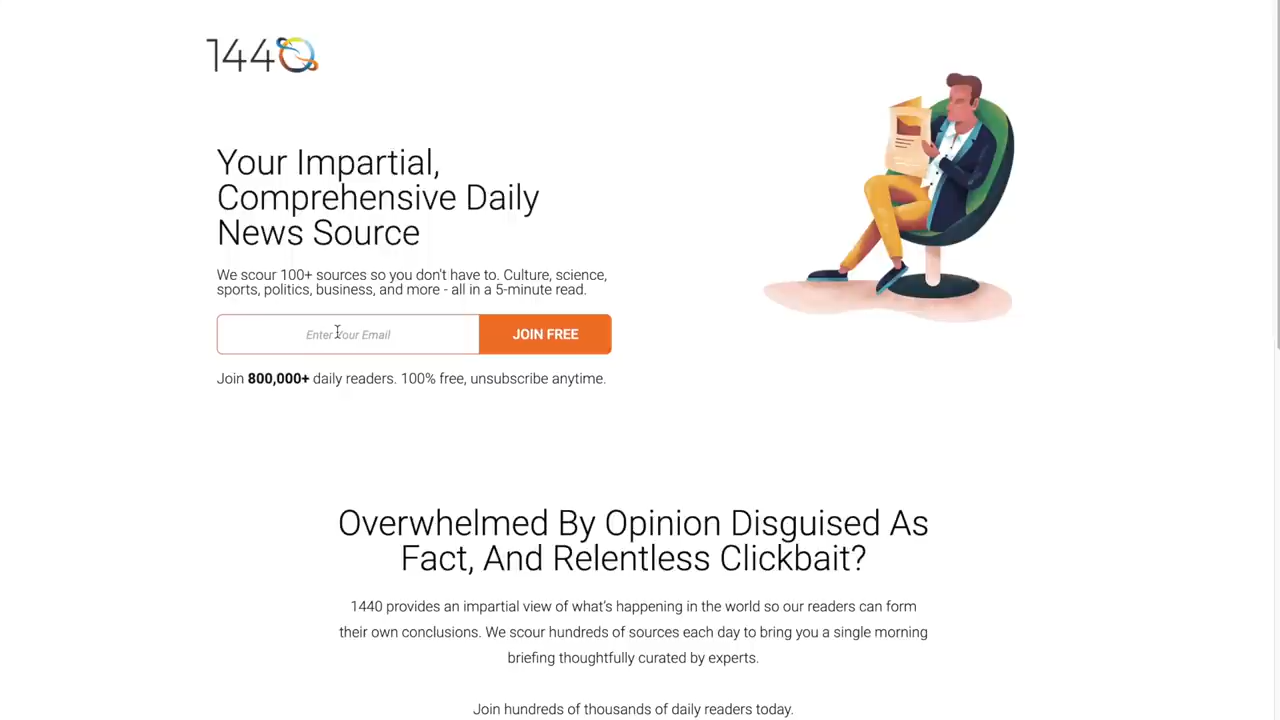 1440
Your Impartial,
Comprehensive Daily
News Source
We scour 100+ sources so you don't have to. Culture, science,
sports, politics, business, and more - all in a 5-minute read.
Enter Your Email
JOIN FREE
Join 800,000+ daily readers. 100% free, unsubscribe anytime.
Overwhelmed By Opinion Disguised As
Fact, And Relentless Clickbait?
1440 provides an impartial view of what's happening in the world so our readers can form
their own conclusions. We scour hundreds of sources each day to bring you a single morning
briefing thoughtfully curated by experts.
Join hundreds of thousands of daily readers today.